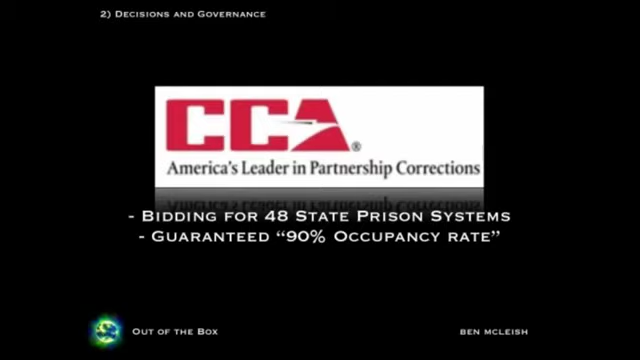 2) Decisions and Governance
CCA®
America's Leader in Partnership Corrections
- Bidding for 48 State Prison Systems
- Guaranteed “90% Occupancy rate”
Out of the Box
Ben McLeish